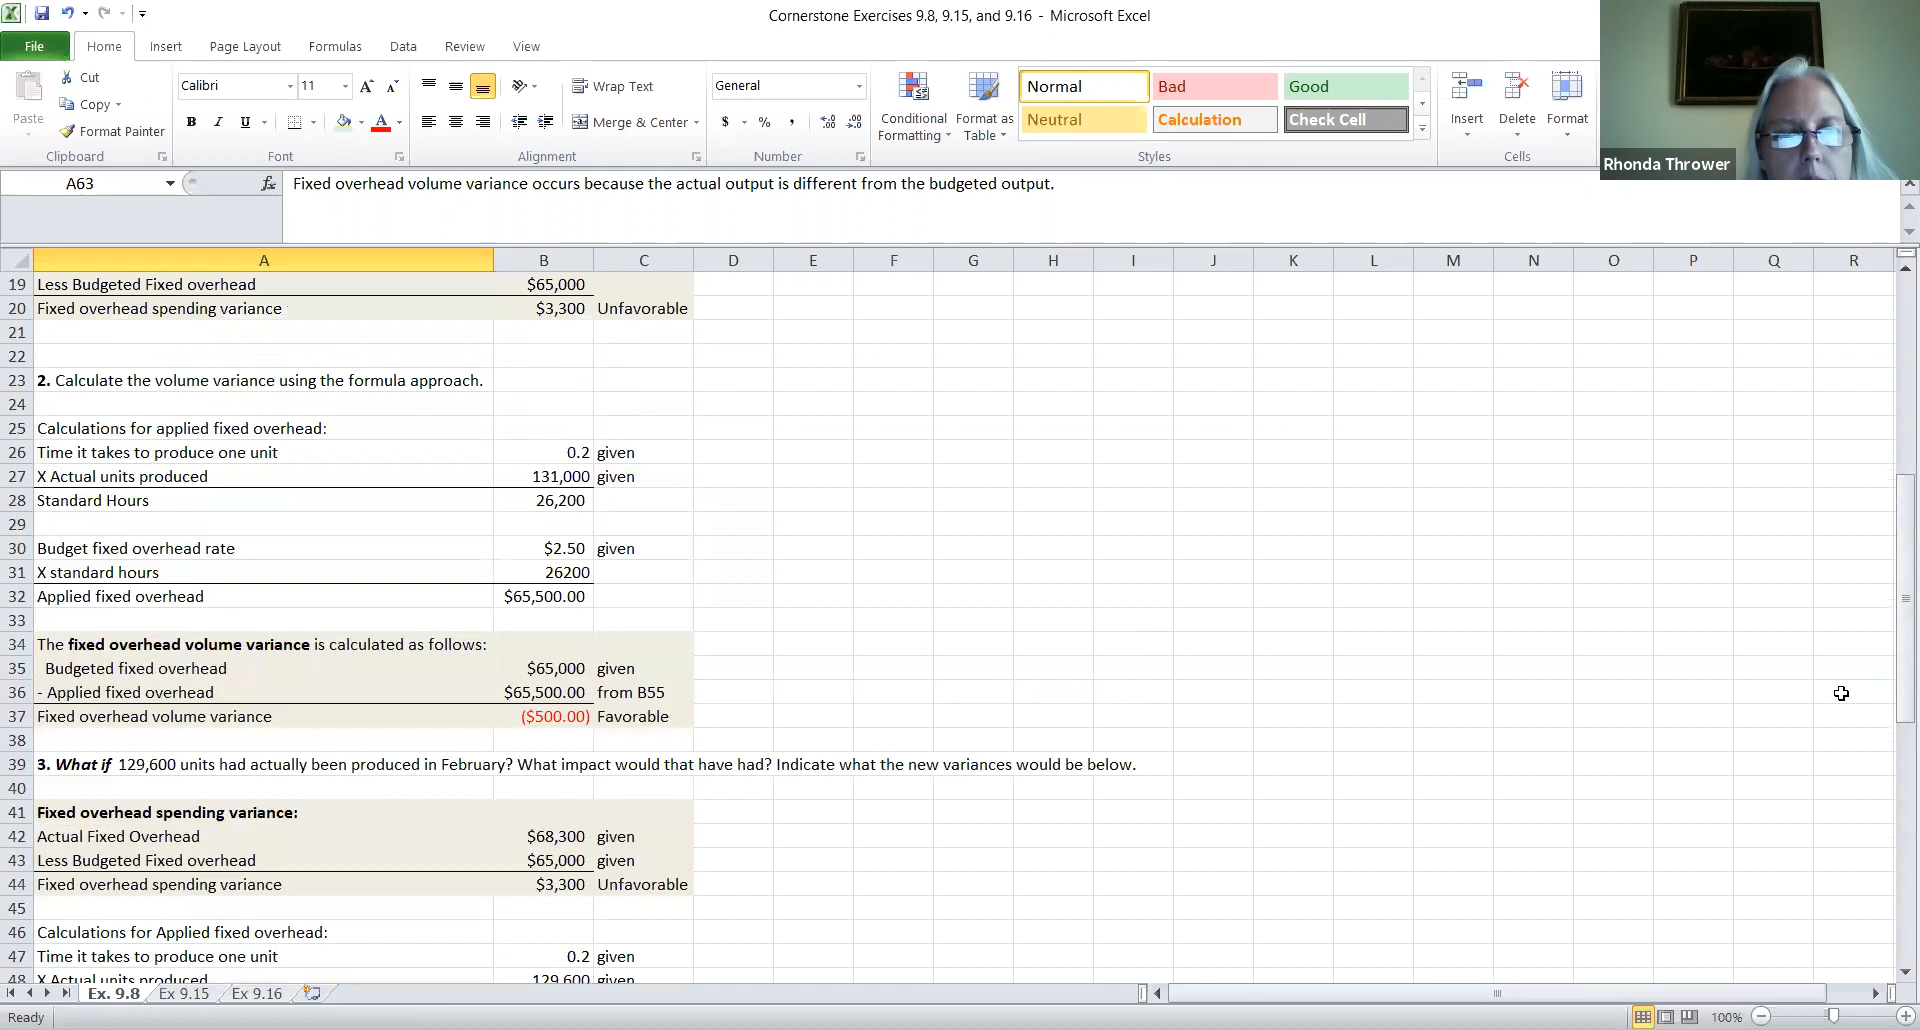 Cornerstone Exercises 9.8, 9.15, and 9.16 - Microsoft Excel
File Home Insert Page Layout Formulas Data Review View
Paste
Cut
Copy
Format Painter
Clipboard
Calibri 11
B I U A
Font
Wrap Text
Merge & Center
Alignment
General
$ % ,
Number
Conditional Formatting
Format as Table
Normal Bad Good
Neutral Calculation Check Cell
Styles
Insert Delete Format
Cells
Rhonda Thrower
A63 fx Fixed overhead volume variance occurs because the actual output is different from the budgeted output.
A B C D E F G H I J K L M N O P Q R
19 Less Budgeted Fixed overhead $65,000
20 Fixed overhead spending variance $3,300 Unfavorable
21
22
23 2. Calculate the volume variance using the formula approach.
24
25 Calculations for applied fixed overhead:
26 Time it takes to produce one unit 0.2 given
27 X Actual units produced 131,000 given
28 Standard Hours 26,200
29
30 Budget fixed overhead rate $2.50 given
31 X standard hours 26200
32 Applied fixed overhead $65,500.00
33
34 The fixed overhead volume variance is calculated as follows:
35 Budgeted fixed overhead $65,000 given
36 - Applied fixed overhead $65,500.00 from B55
37 Fixed overhead volume variance ($500.00) Favorable
38
39 3. What if 129,600 units had actually been produced in February? What impact would that have had? Indicate what the new variances would be below.
40
41 Fixed overhead spending variance:
42 Actual Fixed Overhead $68,300 given
43 Less Budgeted Fixed overhead $65,000 given
44 Fixed overhead spending variance $3,300 Unfavorable
45
46 Calculations for Applied fixed overhead:
47 Time it takes to produce one unit 0.2 given
48 X Actual units produced 129,600 given
Ex. 9.8 Ex 9.15 Ex 9.16
Ready 100%